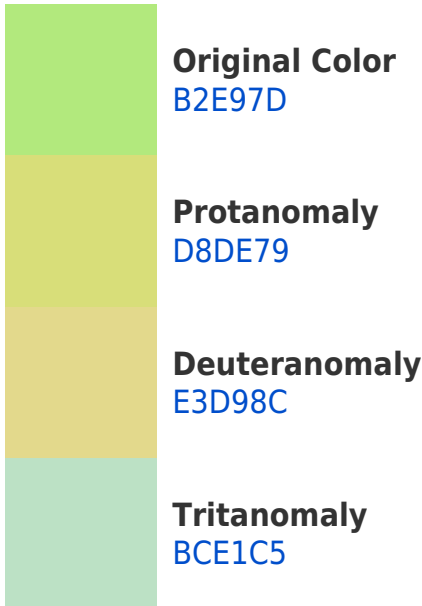 Original Color
B2E97D
Protanomaly
D8DE79
Deuteranomaly
E3D98C
Tritanomaly
BCE1C5